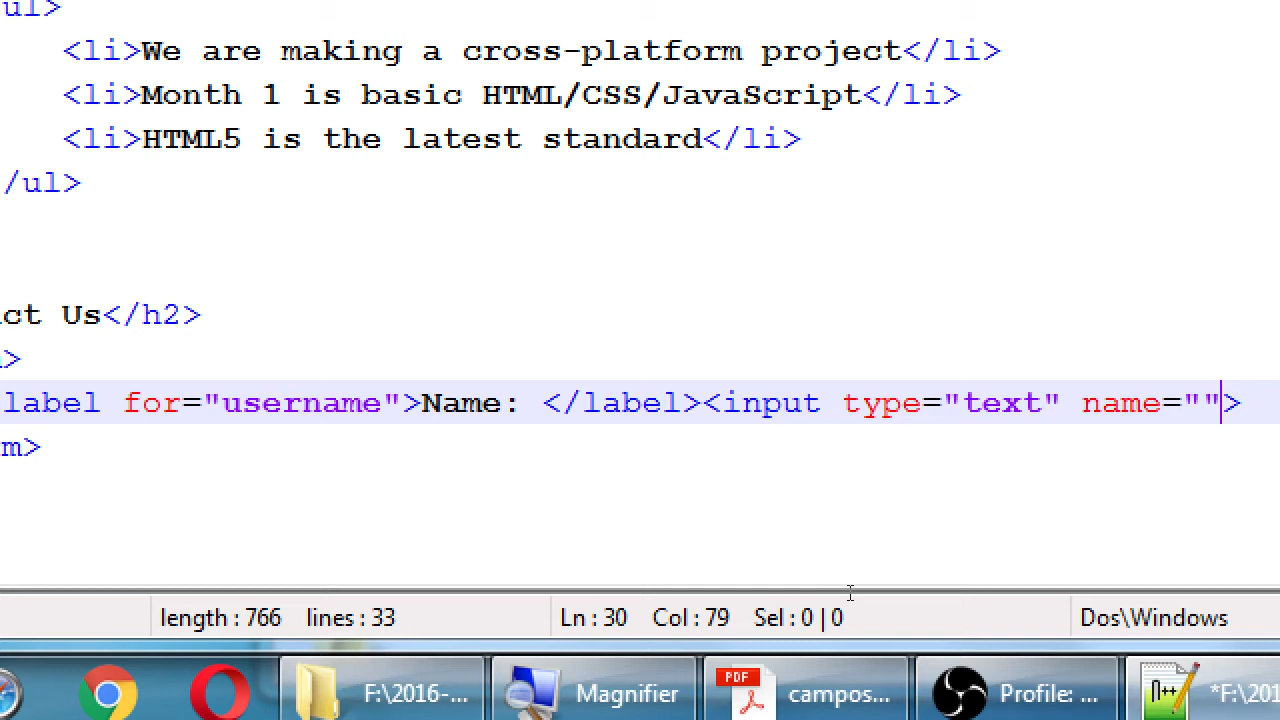 ul>
<li>We are making a cross-platform project</li>
<li>Month 1 is basic HTML/CSS/JavaScript</li>
<li>HTML5 is the latest standard</li>
/ul>
ct Us</h2>
>
label for="username">Name: </label><input type="text" name="">
m>
length : 766 lines : 33 Ln : 30 Col : 79 Sel : 0 | 0 Dos\Windows
F:\2016-... Magnifier PDF campos... Profile: ... *F:\201